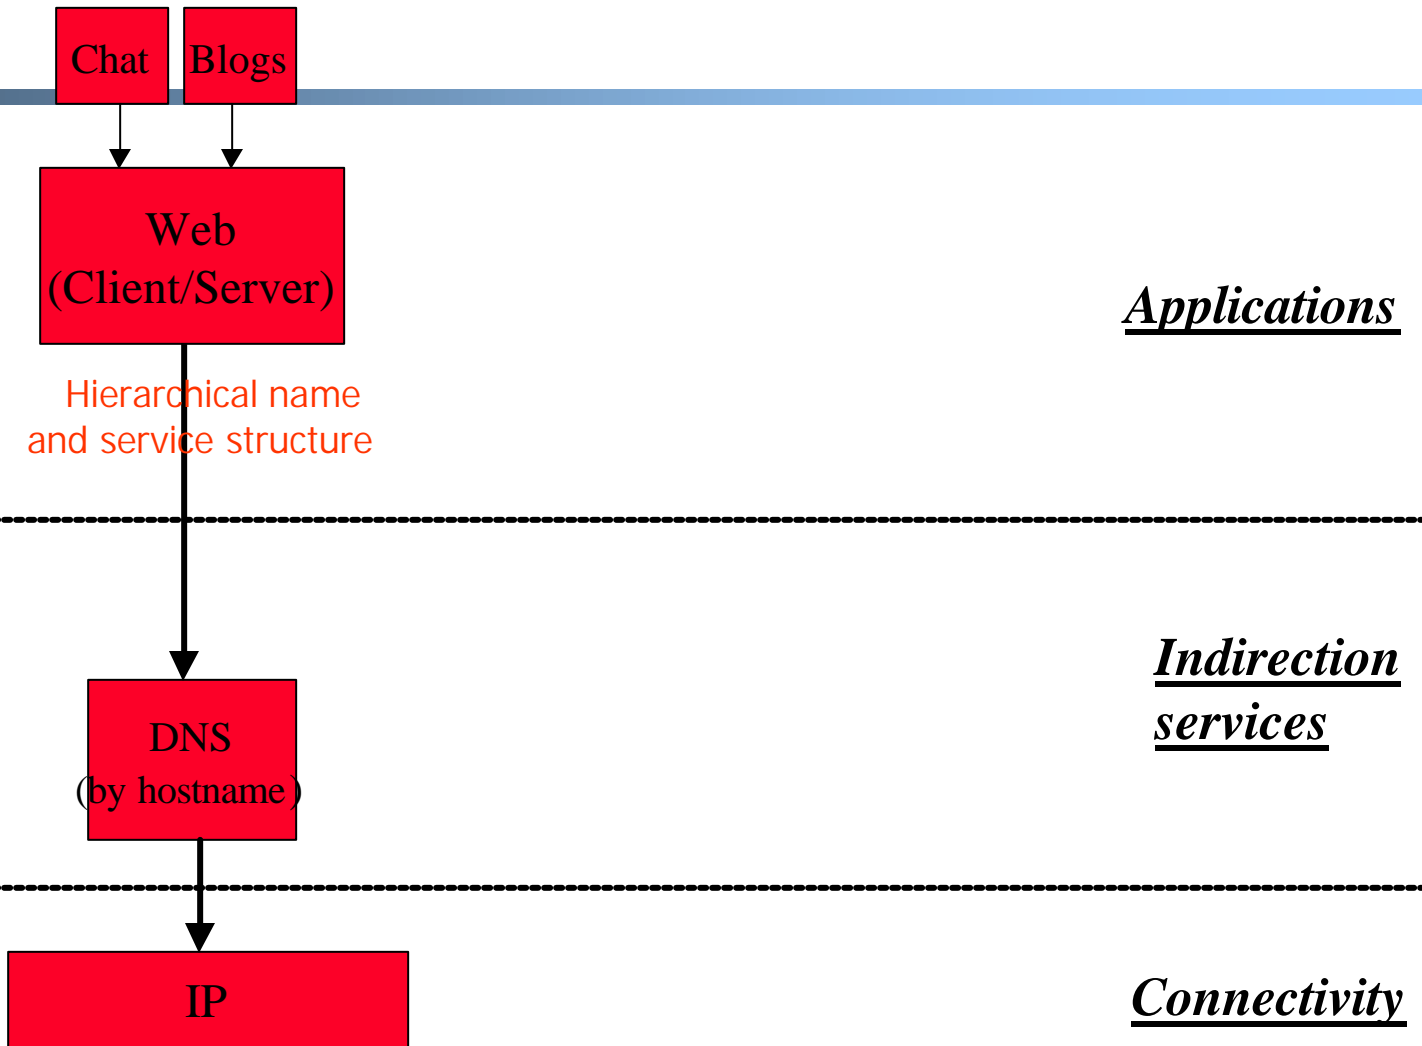 Chat
Blogs
Web
(Client/Server)
Applications
Hierarchical name
and service structure
Indirection
services
DNS
(by hostname)
IP
Connectivity